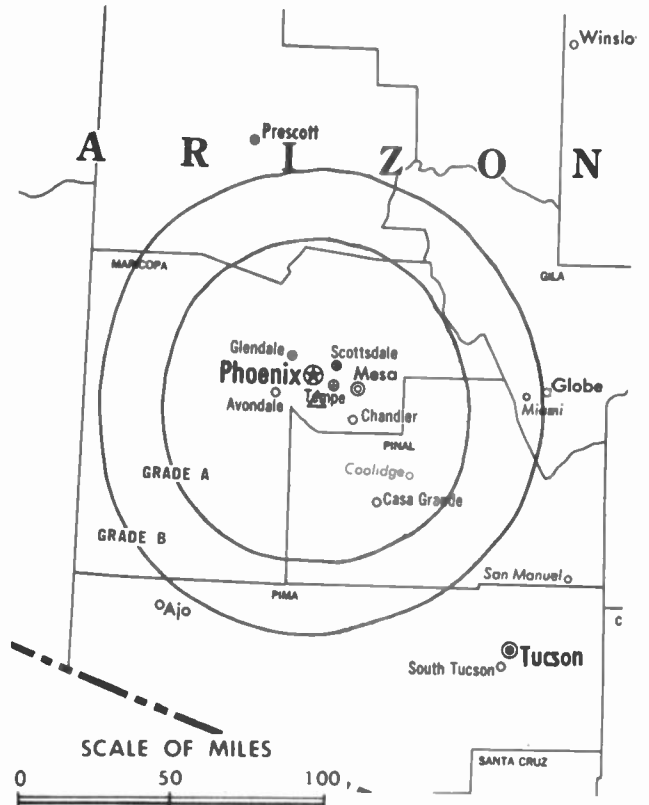 Winslo
Prescott
A R I Z O N
MARICOPA
GILA
Glendale
Scottsdale
Phoenix
Mesa
Tempe
Avondale
Globe
Miami
Chandler
PINAL
GRADE A
Coolidge
Casa Grande
GRADE B
San Manuel
PIMA
Ajo
C
Tucson
South Tucson
SCALE OF MILES
SANTA CRUZ
0 50 100